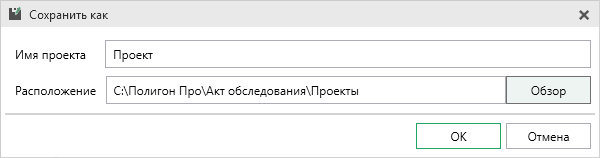 Сохранить как
Имя проекта Проект
Расположение C:\Полигон Про\Акт обследования\Проекты Обзор
ОК Отмена